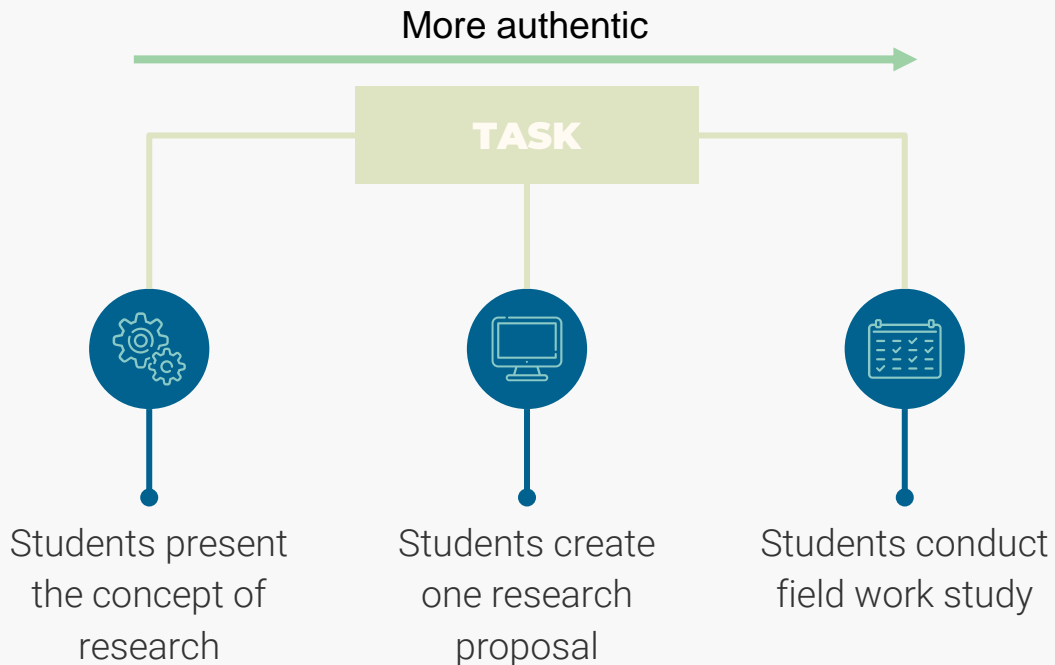 More authentic
TASK
Students present
the concept of
research
Students create
one research
proposal
Students conduct
field work study